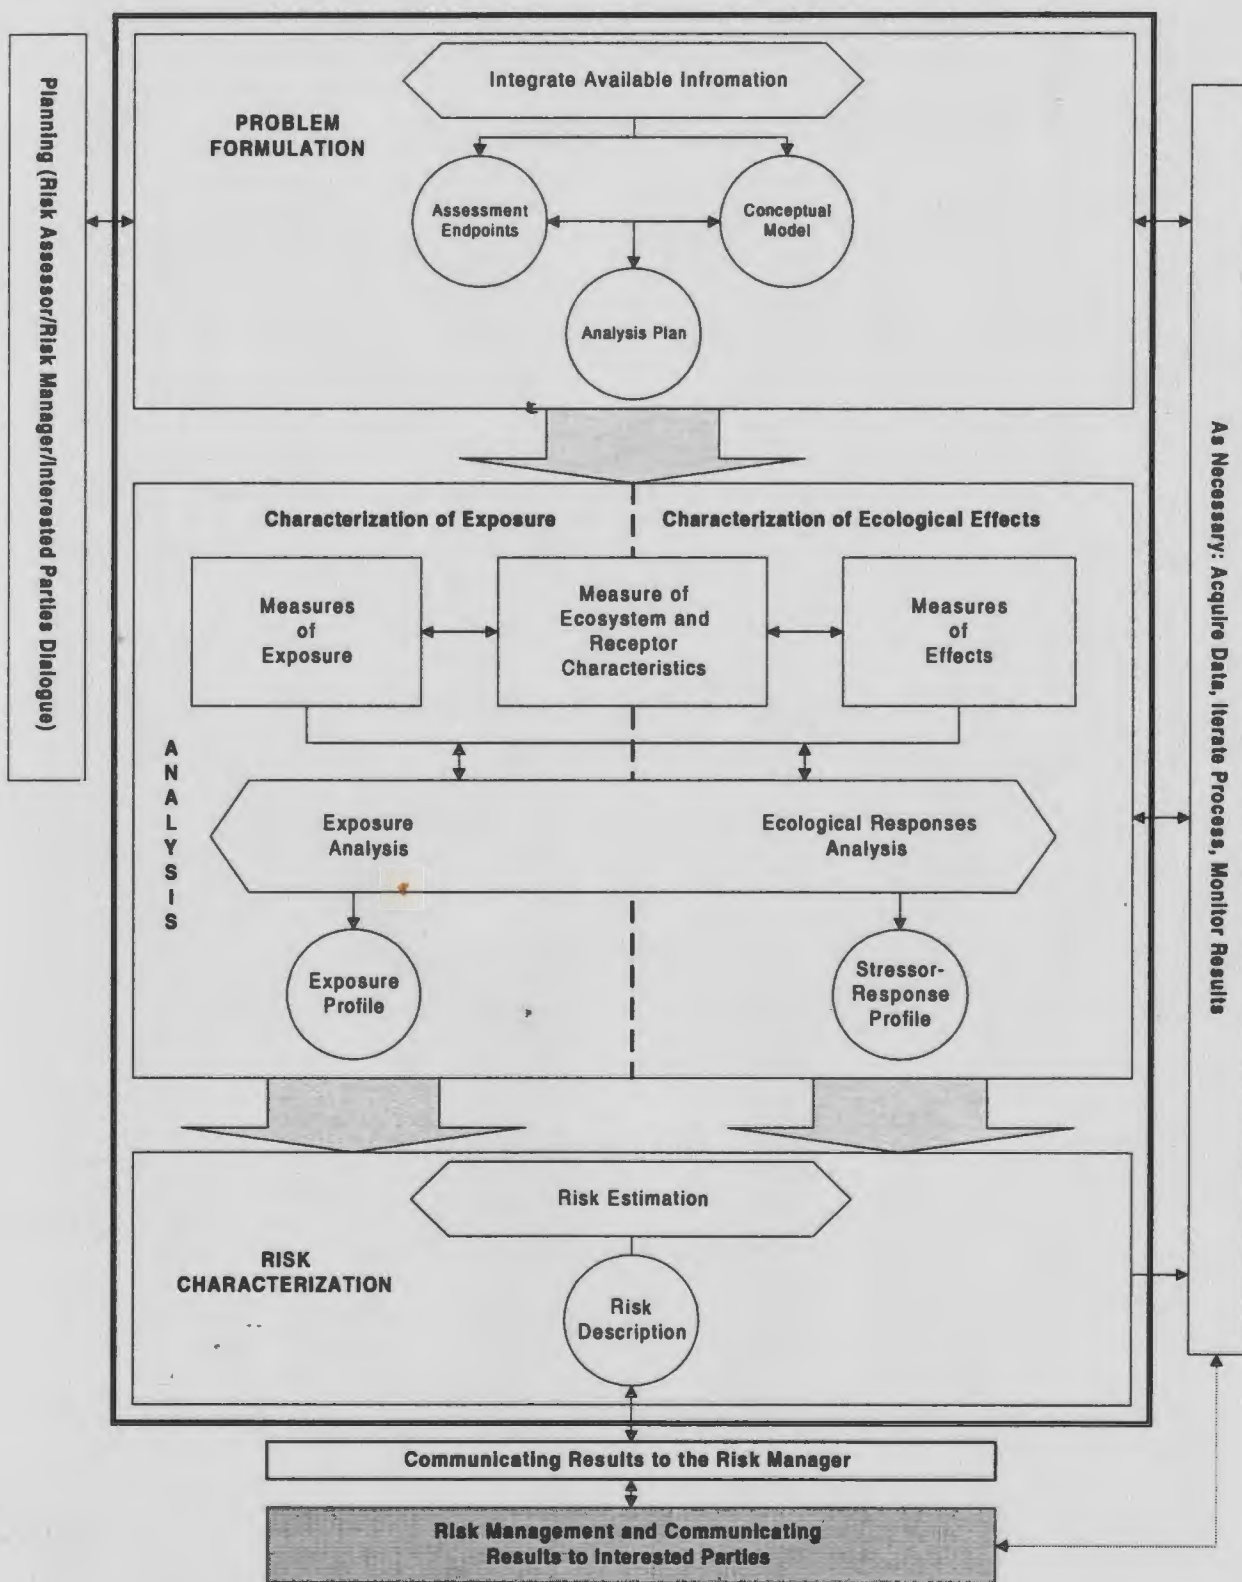 Planning (Risk Assessor/Risk Manager/Interested Parties Dialogue)
Integrate Available Infromation
PROBLEM
FORMULATION
Assessment
Endpoints
Conceptual
Model
Analysis Plan
As Necessary: Acquire Data, Iterate Process, Monitor Results
Characterization of Exposure
Characterization of Ecological Effects
Measures
of
Exposure
Measure of
Ecosystem and
Receptor
Characteristics
Measures
of
Effects
ANALYSIS
Exposure
Analysis
Ecological Responses
Analysis
Exposure
Profile
Stressor-
Response
Profile
Risk Estimation
RISK
CHARACTERIZATION
Risk
Description
Communicating Results to the Risk Manager
Risk Management and Communicating
Results to Interested Parties